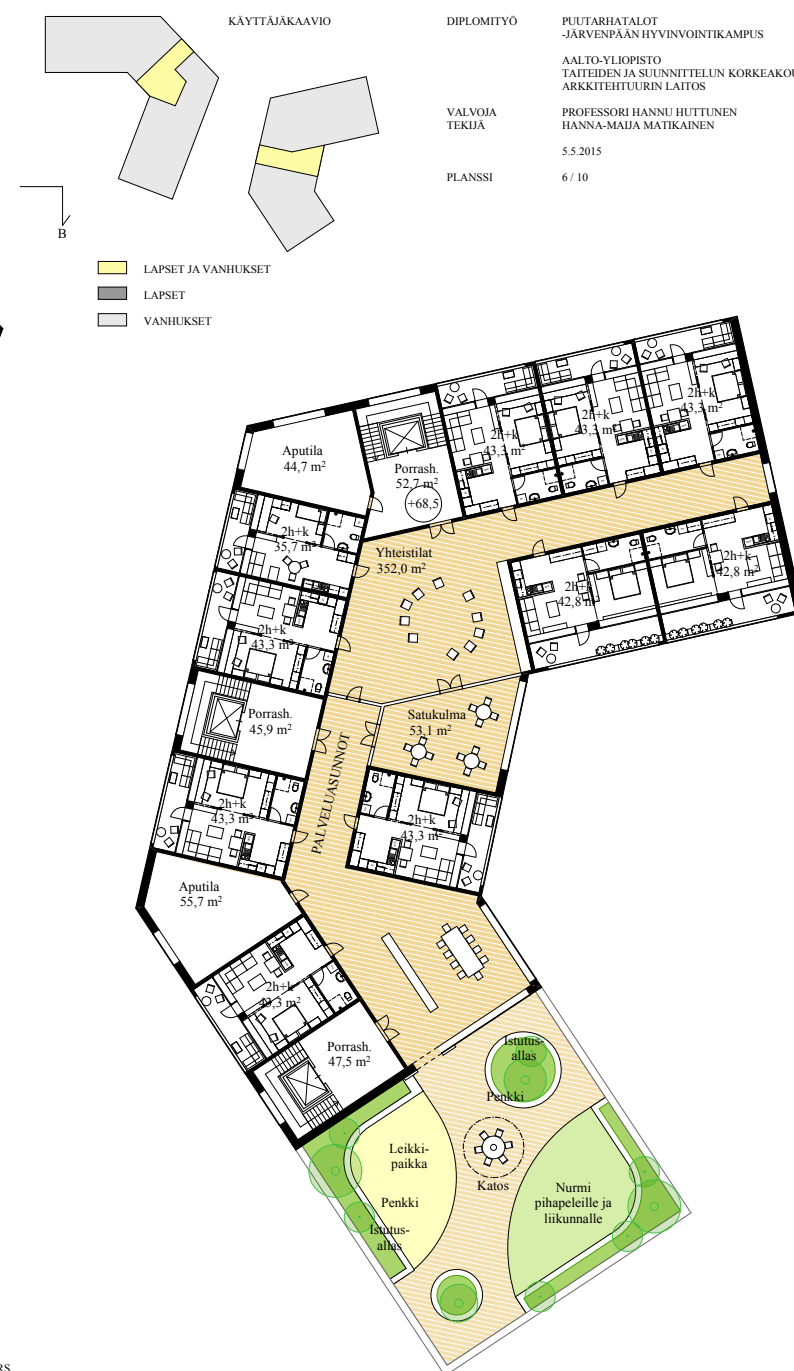 KÄYTTÄJÄKAAVIO
DIPLOMITYÖ
PUUTARHATALOT
-JÄRVENPÄÄN HYVINVOINTIKAMPUS
AALTO-YLIOPISTO
TAITEIDEN JA SUUNNITTELUN KORKEAKOU
ARKKITEHTUURIN LAITOS
VALVOJA
PROFESSORI HANNU HUTTUNEN
TEKIJÄ
HANNA-MAIJA MATIKAINEN
5.5.2015
PLANSSI
6 / 10
B
LAPSET JA VANHUKSET
LAPSET
VANHUKSET
2h+k
43,3 m²
2h+k
43,3 m²
2h+k
43,3 m²
Aputila
44,7 m²
Porrash.
52,7 m²
+68,5
2h+k
35,7 m²
Yhteistilat
352,0 m²
2h+k
42,8 m²
2h+k
42,8 m²
2h+k
43,3 m²
Porrash.
45,9 m²
Satukulma
53,1 m²
PALVELUASUNNOT
2h+k
43,3 m²
2h+k
43,3 m²
Aputila
55,7 m²
2h+k
43,3 m²
Porrash.
47,5 m²
Istutus-
allas
Penkki
Leikki-
paikka
Katos
Penkki
Nurmi
pihapeleille ja
liikunnalle
Istutus-
allas
RS